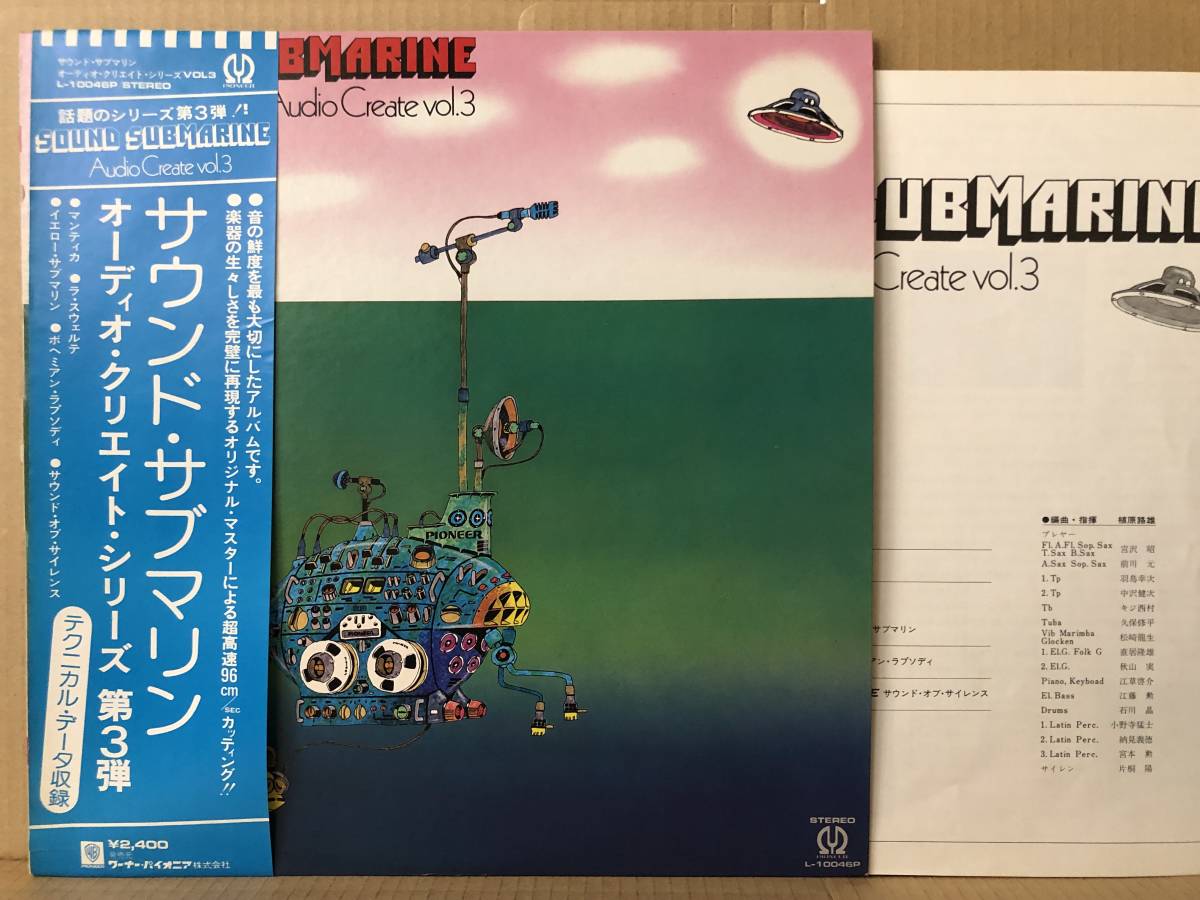 サウンド・サブマリン
オーディオ・クリエイト・シリーズVOL3
L-10046P/STEREO
PIONEER
話題のシリーズ第3弾!!
SOUND SUBMARINE
Audio Create vol.3
●音の鮮度を最も大切にしたアルバムです。
●楽器の生々しさを完璧に再現するオリジナル・マスターによる超高速96cm/SECカッティング!!
サウンド・サブマリン
オーディオ・クリエイト・シリーズ 第3弾
●マンティカ ●ラ・スウェルテ
●イエロー・サブマリン ●ボヘミアン・ラプソディ ●サウンド・オブ・サイレンス
テクニカル・データ収録
¥2,400
PIONEER
ワーナー・パイオニア株式会社
BMARINE
Audio Create vol.3
PIONEER
PIONEER
STEREO
PIONEER
L-10046P
UBMARIN
Create vol.3
●編曲・指揮 植原路雄
プレヤー
Fl. A.Fl. Sop. Sax
T.Sax B.Sax 宮沢 昭
A.Sax Sop. Sax 前川 元
1. Tp 羽島幸次
2. Tp 中沢健次
Tb キジ西村
Tuba 久保修平
Vib Marimba
Glocken 松崎龍生
1. El.G. Folk G 直居隆雄
2. El.G. 秋山 実
Piano, Keyboad 江草啓介
El. Bass 江藤 勲
Drums 石川 晶
1. Latin Perc. 小野寺猛士
2. Latin Perc. 納見義徳
3. Latin Perc. 宮本 勲
サイレン 片桐 陽
サブマリン
アン・ラプソディ
E サウンド・オブ・サイレンス